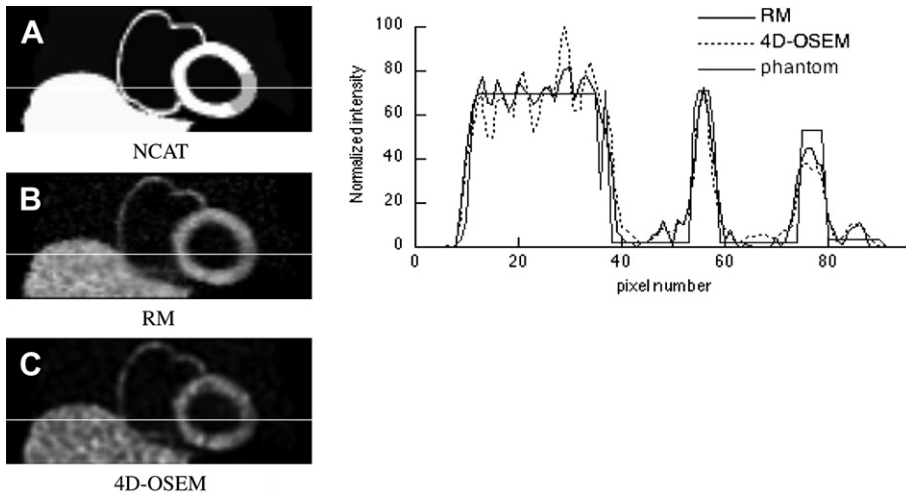 A
NCAT
B
RM
C
4D-OSEM
RM
4D-OSEM
phantom
Normalized intensity
100
80
60
40
20
0
0 20 40 60 80
pixel number